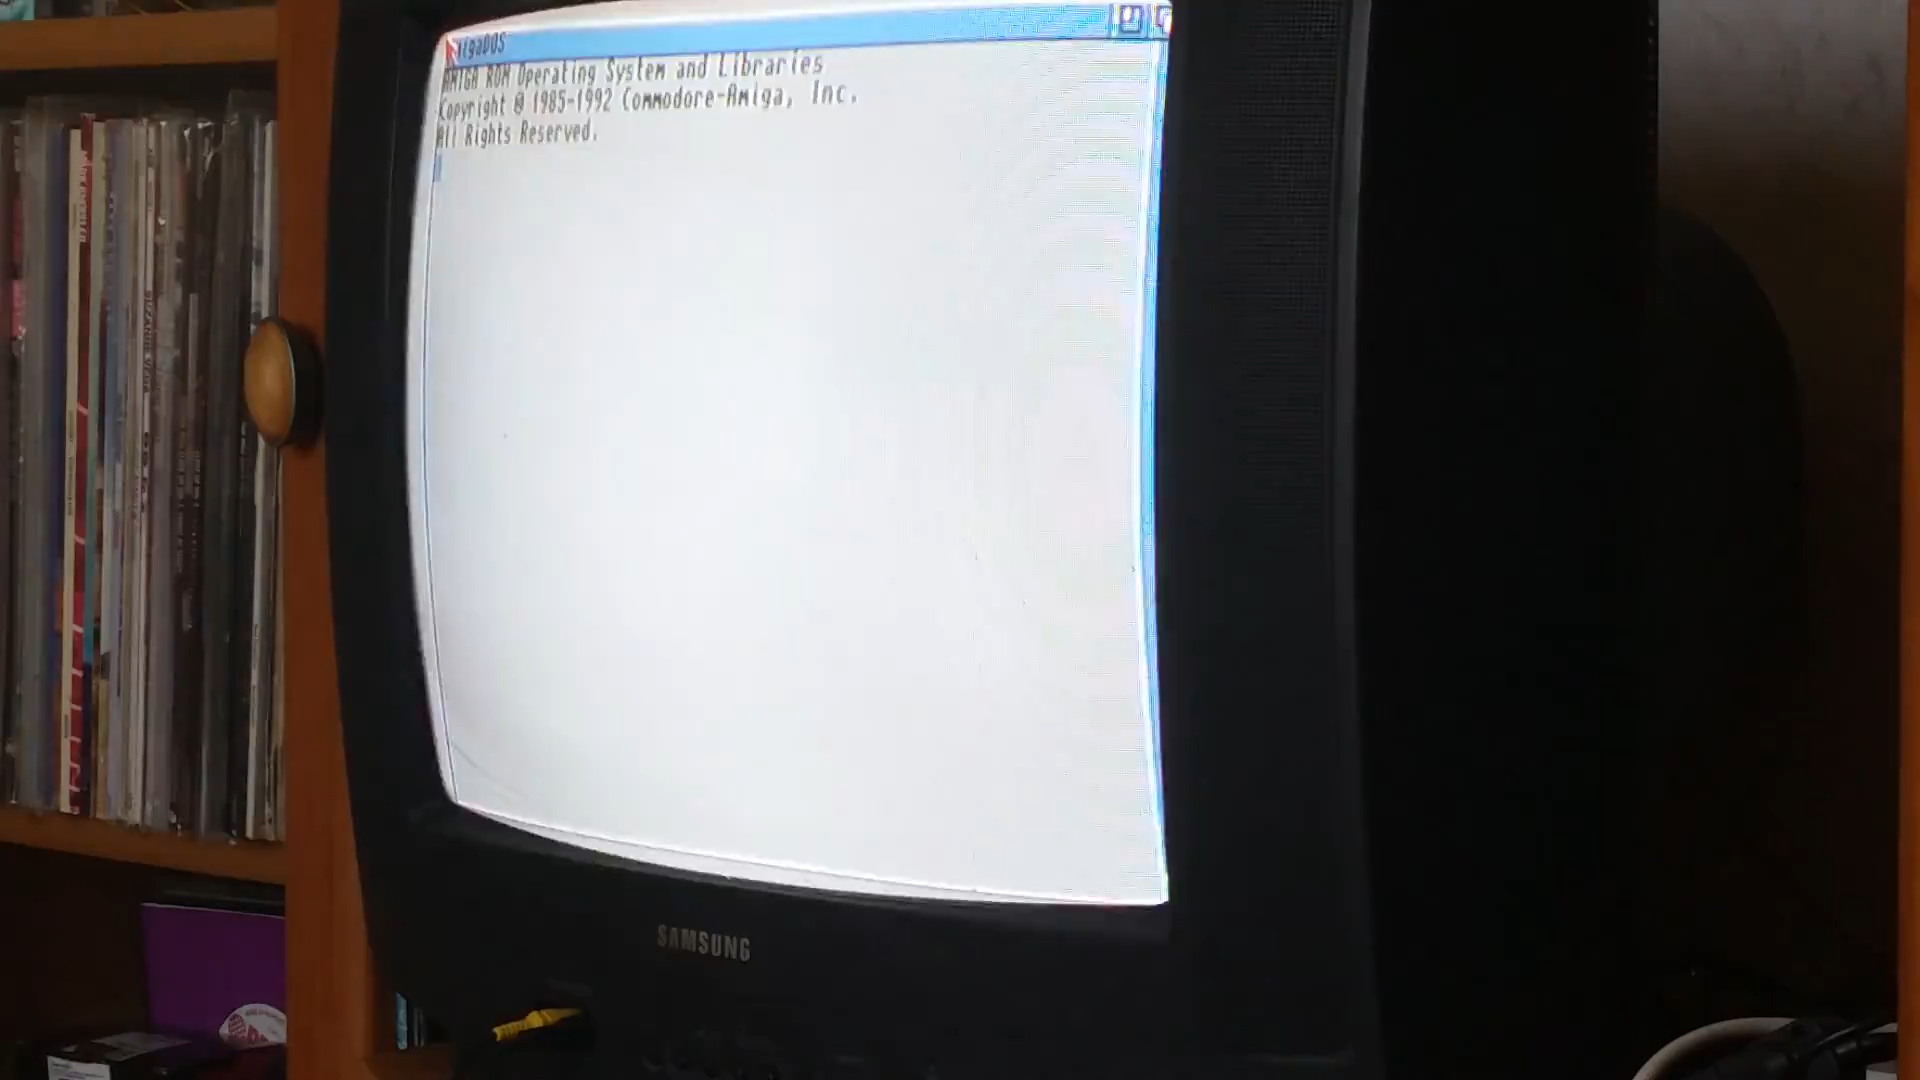 AmigaDOS
AMIGA ROM Operating System and Libraries
Copyright © 1985-1992 Commodore-Amiga, Inc.
All Rights Reserved.
SAMSUNG